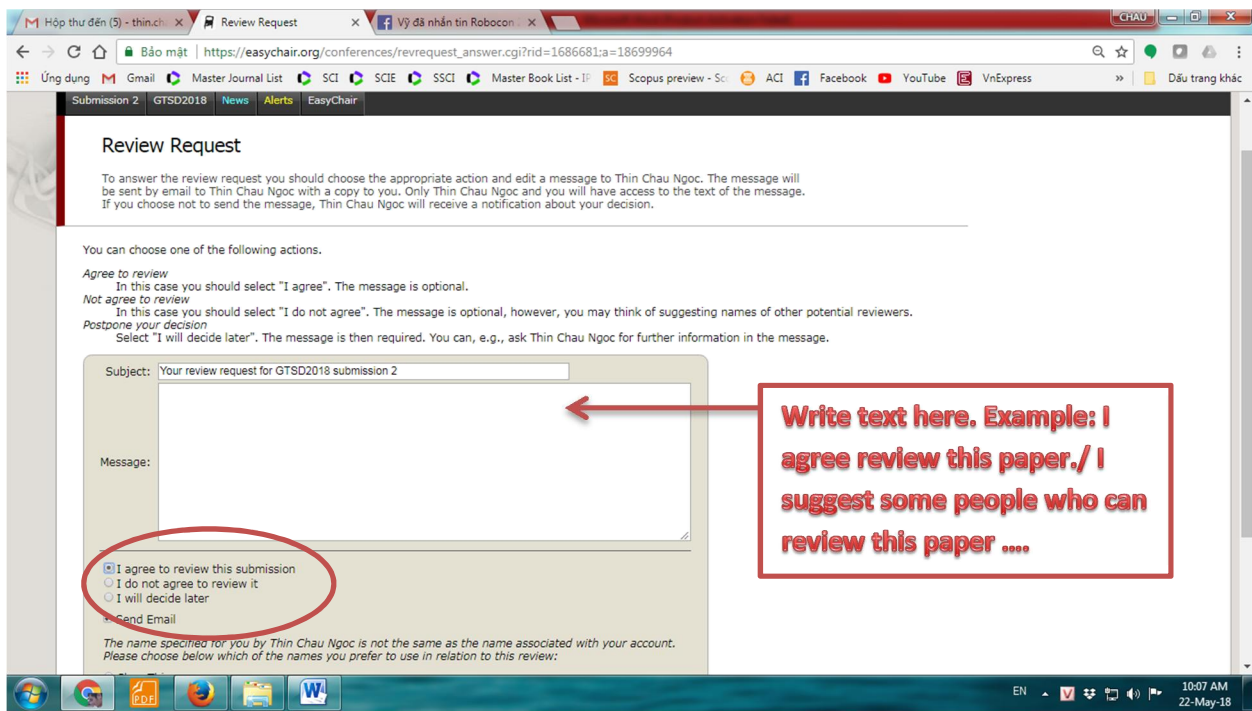 Hộp thư đến (5) - thin.ch
Review Request
Vỹ đã nhắn tin Robocon
CHAU
Bảo mật | https://easychair.org/conferences/revrequest_answer.cgi?rid=1686681;a=18699964
Ứng dụng Gmail Master Journal List SCI SCIE SSCI Master Book List - IP Scopus preview - Sco ACI Facebook YouTube VnExpress » Dấu trang khác
Submission 2 GTSD2018 News Alerts EasyChair
Review Request
To answer the review request you should choose the appropriate action and edit a message to Thin Chau Ngoc. The message will
be sent by email to Thin Chau Ngoc with a copy to you. Only Thin Chau Ngoc and you will have access to the text of the message.
If you choose not to send the message, Thin Chau Ngoc will receive a notification about your decision.
You can choose one of the following actions.
Agree to review
In this case you should select "I agree". The message is optional.
Not agree to review
In this case you should select "I do not agree". The message is optional, however, you may think of suggesting names of other potential reviewers.
Postpone your decision
Select "I will decide later". The message is then required. You can, e.g., ask Thin Chau Ngoc for further information in the message.
Subject: Your review request for GTSD2018 submission 2
Message:
Write text here. Example: I
agree review this paper./ I
suggest some people who can
review this paper ....
I agree to review this submission
I do not agree to review it
I will decide later
Send Email
The name specified for you by Thin Chau Ngoc is not the same as the name associated with your account.
Please choose below which of the names you prefer to use in relation to this review:
PDF
EN
10:07 AM
22-May-18